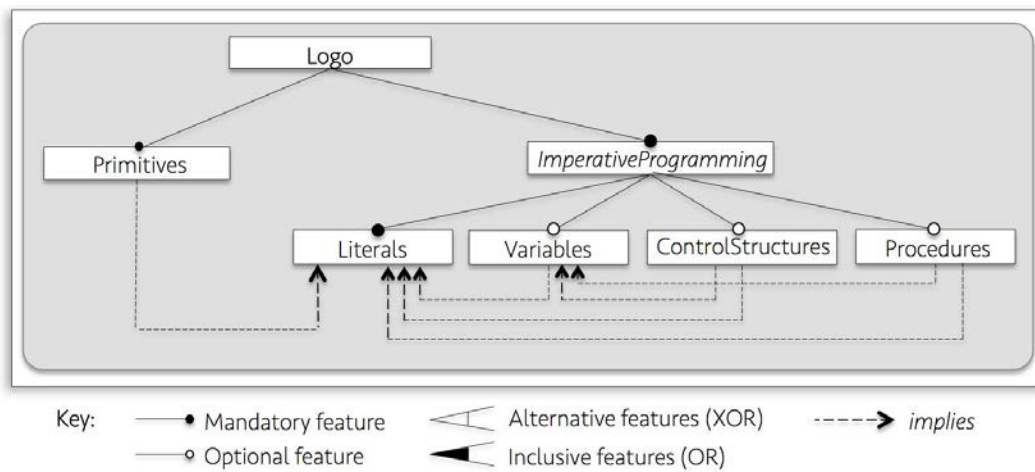 Logo
Primitives
ImperativeProgramming
Literals
Variables
ControlStructures
Procedures
Key:
Mandatory feature
Alternative features (XOR)
implies
Optional feature
Inclusive features (OR)